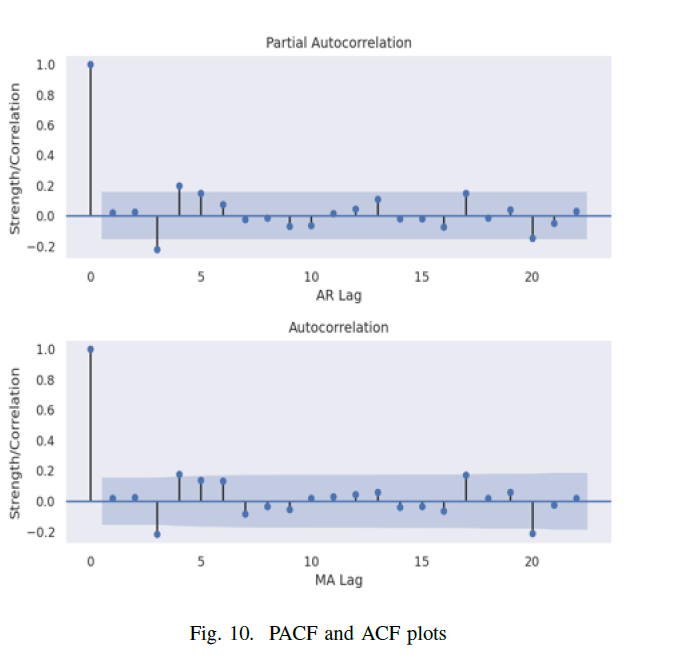 Partial Autocorrelation
Strength/Correlation
1.0
0.8
0.6
0.4
0.2
0.0
−0.2
0 5 10 15 20
AR Lag
Autocorrelation
Strength/Correlation
1.0
0.8
0.6
0.4
0.2
0.0
−0.2
0 5 10 15 20
MA Lag
Fig. 10. PACF and ACF plots